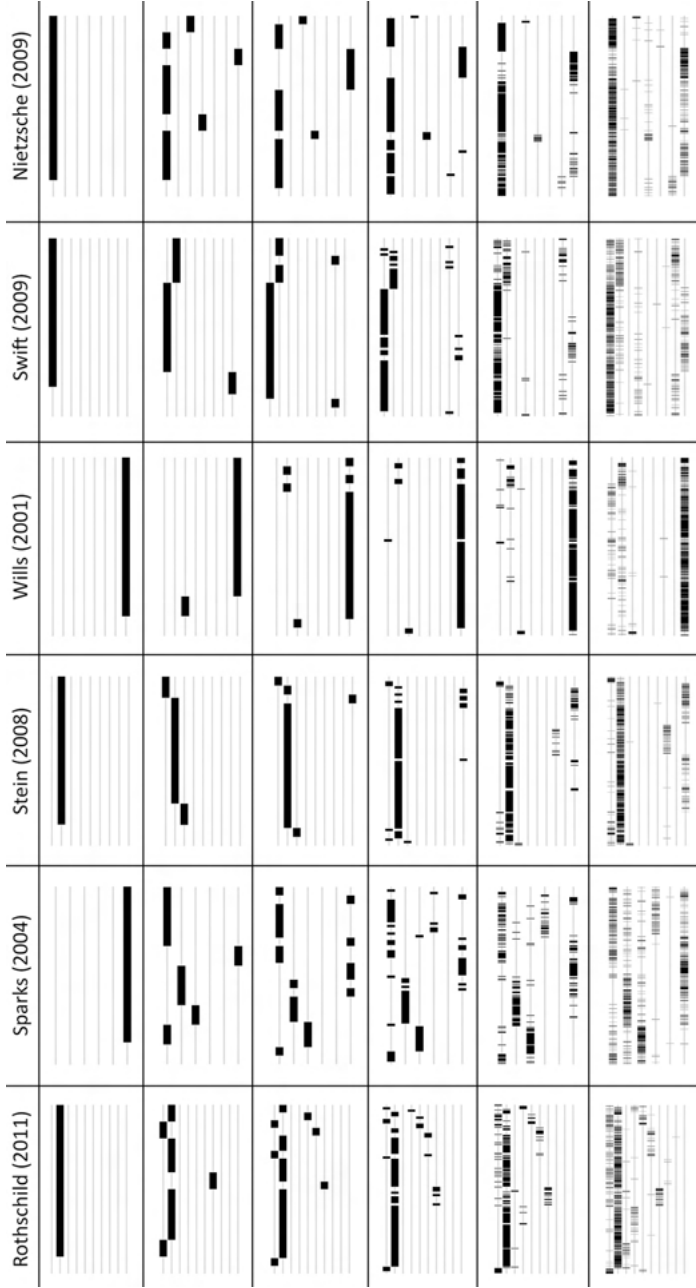 Nietzsche (2009)
Swift (2009)
Wills (2001)
Stein (2008)
Sparks (2004)
Rothschild (2011)